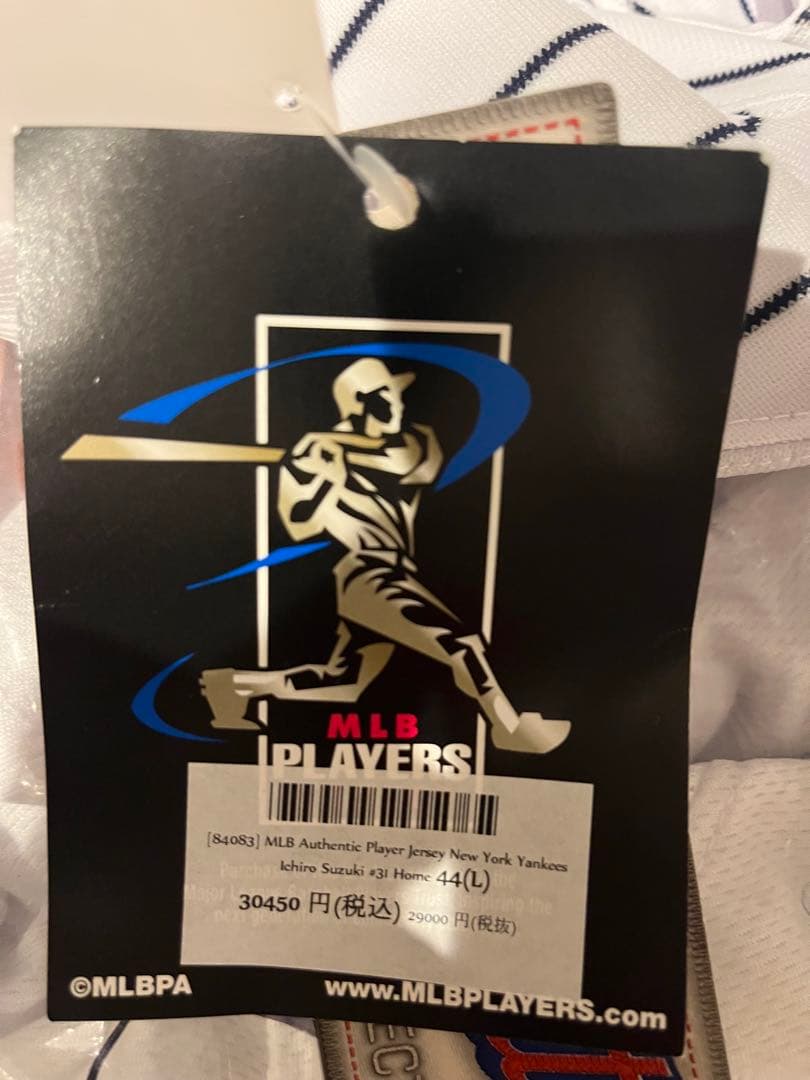 MLB
PLAYERS
[84083] MLB Authentic Player Jersey New York Yankees
Ichiro Suzuki #31 Home 44(L)
30450 円(税込) 29000 円(税抜)
©MLBPA
www.MLBPLAYERS.com